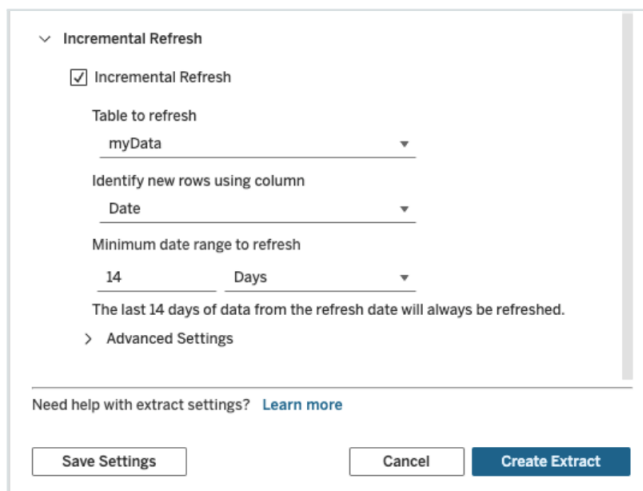 Incremental Refresh
Incremental Refresh
Table to refresh
myData
Identify new rows using column
Date
Minimum date range to refresh
14 Days
The last 14 days of data from the refresh date will always be refreshed.
Advanced Settings
Need help with extract settings? Learn more
Save Settings Cancel Create Extract